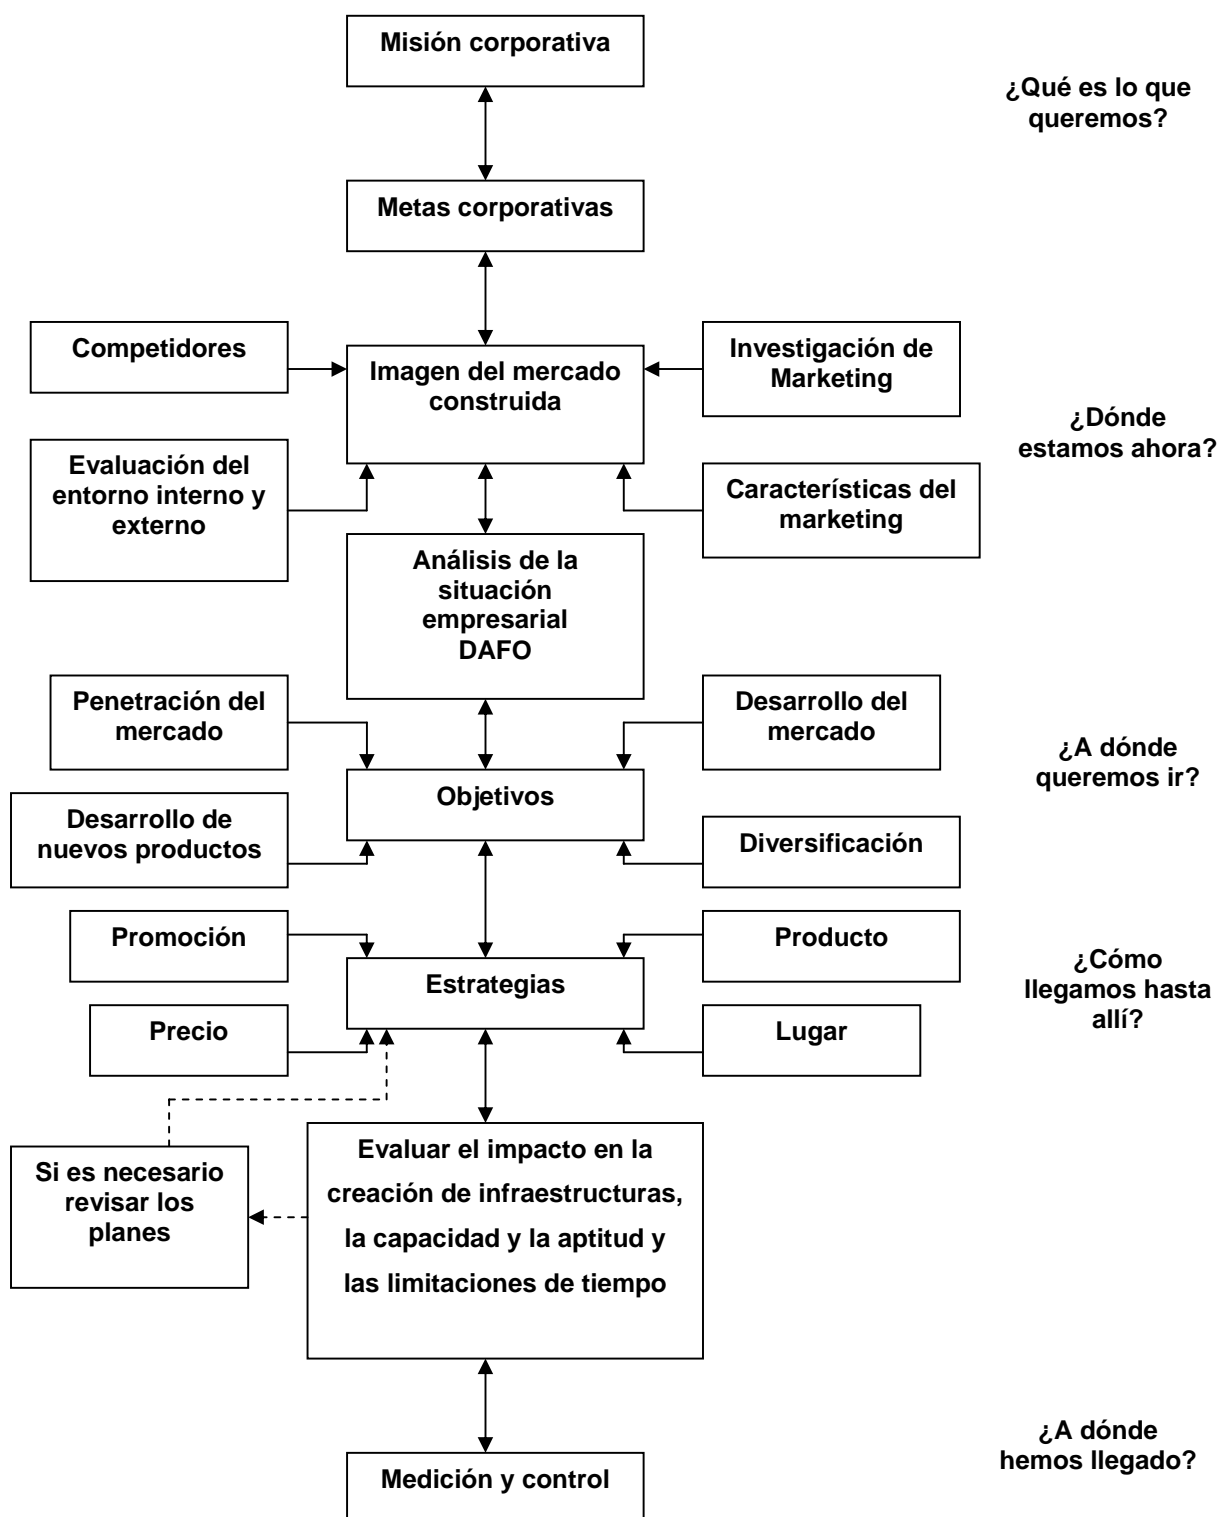 Misión corporativa
¿Qué es lo que
queremos?
Metas corporativas
Competidores
Imagen del mercado
construida
Investigación de
Marketing
¿Dónde
estamos ahora?
Evaluación del
entorno interno y
externo
Características del
marketing
Análisis de la
situación
empresarial
DAFO
Penetración del
mercado
Desarrollo del
mercado
¿A dónde
queremos ir?
Objetivos
Desarrollo de
nuevos productos
Diversificación
Promoción
Producto
Estrategias
¿Cómo
llegamos hasta
allí?
Precio
Lugar
Si es necesario
revisar los
planes
Evaluar el impacto en la
creación de infraestructuras,
la capacidad y la aptitud y
las limitaciones de tiempo
¿A dónde
hemos llegado?
Medición y control